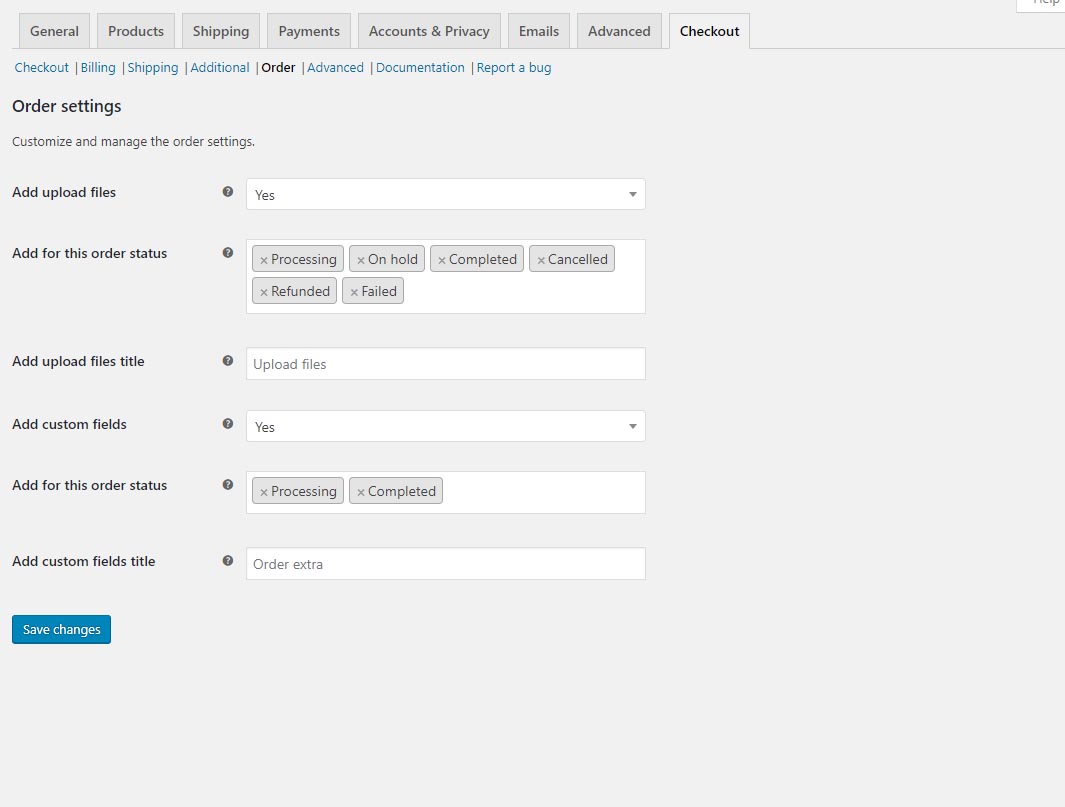 Help
General Products Shipping Payments Accounts & Privacy Emails Advanced Checkout
Checkout | Billing | Shipping | Additional | Order | Advanced | Documentation | Report a bug
Order settings
Customize and manage the order settings.
Add upload files ? Yes
Add for this order status ? × Processing × On hold × Completed × Cancelled
× Refunded × Failed
Add upload files title ? Upload files
Add custom fields ? Yes
Add for this order status ? × Processing × Completed
Add custom fields title ? Order extra
Save changes